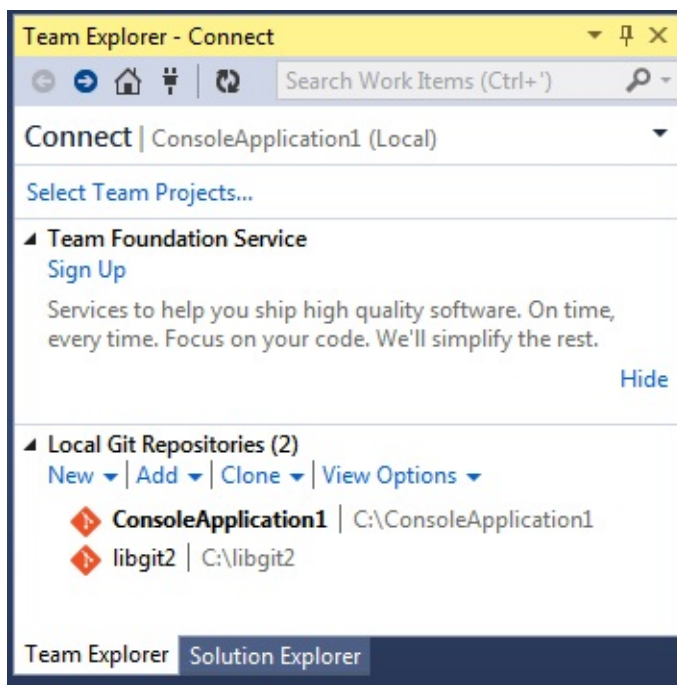 Team Explorer - Connect
Search Work Items (Ctrl+')
Connect | ConsoleApplication1 (Local)
Select Team Projects...
Team Foundation Service
Sign Up
Services to help you ship high quality software. On time,
every time. Focus on your code. We'll simplify the rest.
Hide
Local Git Repositories (2)
New | Add | Clone | View Options
ConsoleApplication1 | C:\ConsoleApplication1
libgit2 | C:\libgit2
Team Explorer Solution Explorer